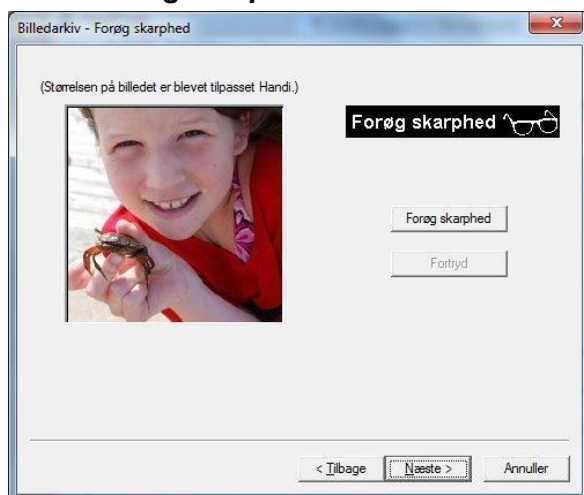 Billedarkiv - Forøg skarphed
(Størrelsen på billedet er blevet tilpasset Handi.)
Forøg skarphed
Forøg skarphed
Fortryd
< Tilbage
Næste >
Annuller